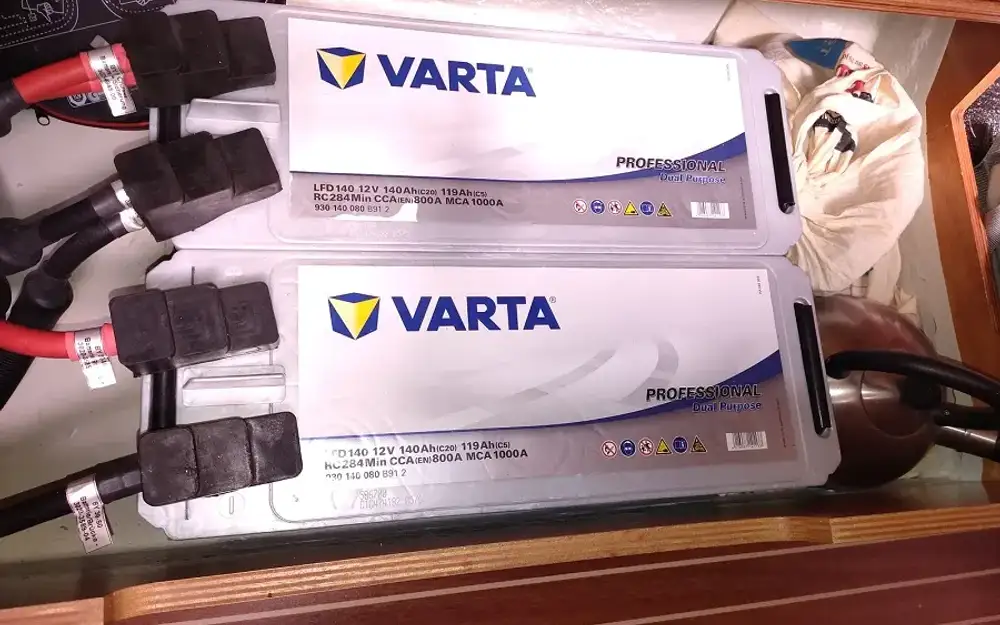 VARTA®
PROFESSIONAL
Dual Purpose
LFD140 12V 140Ah(C20) 119Ah(C5)
RC284Min CCA(EN)800A MCA1000A
930 140 080 B91 2
VARTA®
PROFESSIONAL
Dual Purpose
LFD140 12V 140Ah(C20) 119Ah(C5)
RC284Min CCA(EN)800A MCA1000A
930 140 080 B91 2